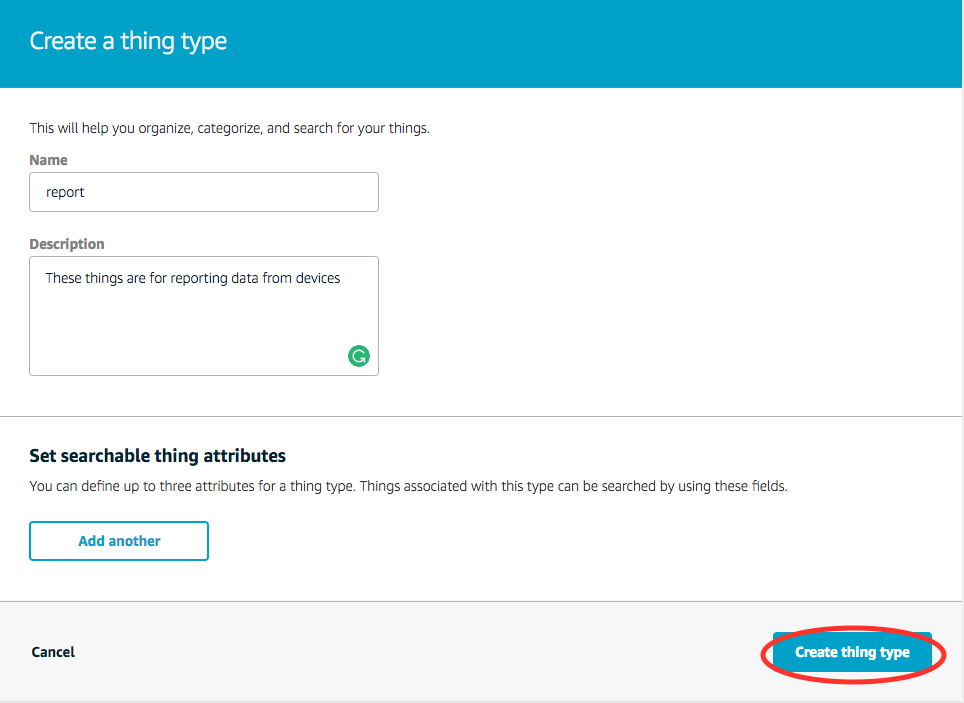 Create a thing type
This will help you organize, categorize, and search for your things.
Name
report
Description
These things are for reporting data from devices
Set searchable thing attributes
You can define up to three attributes for a thing type. Things associated with this type can be searched by using these fields.
Add another
Cancel
Create thing type